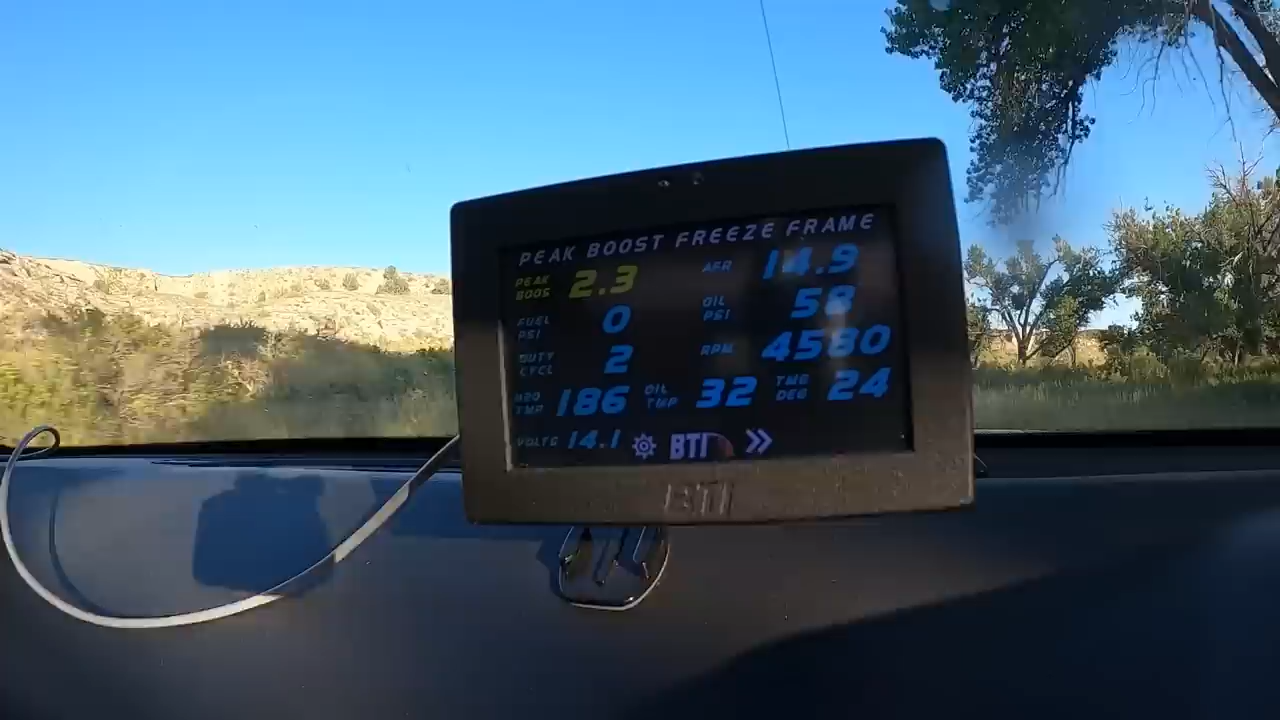 PEAK BOOST FREEZE FRAME
PEAK BOOS 2.3 AFR 14.9
FUEL PSI 0 OIL PSI 58
DUTY CYCL 2 RPM 4580
H2O TMP 186 OIL TMP 32 TMG DEG 24
VOLTS 14.1 BTI
BTI